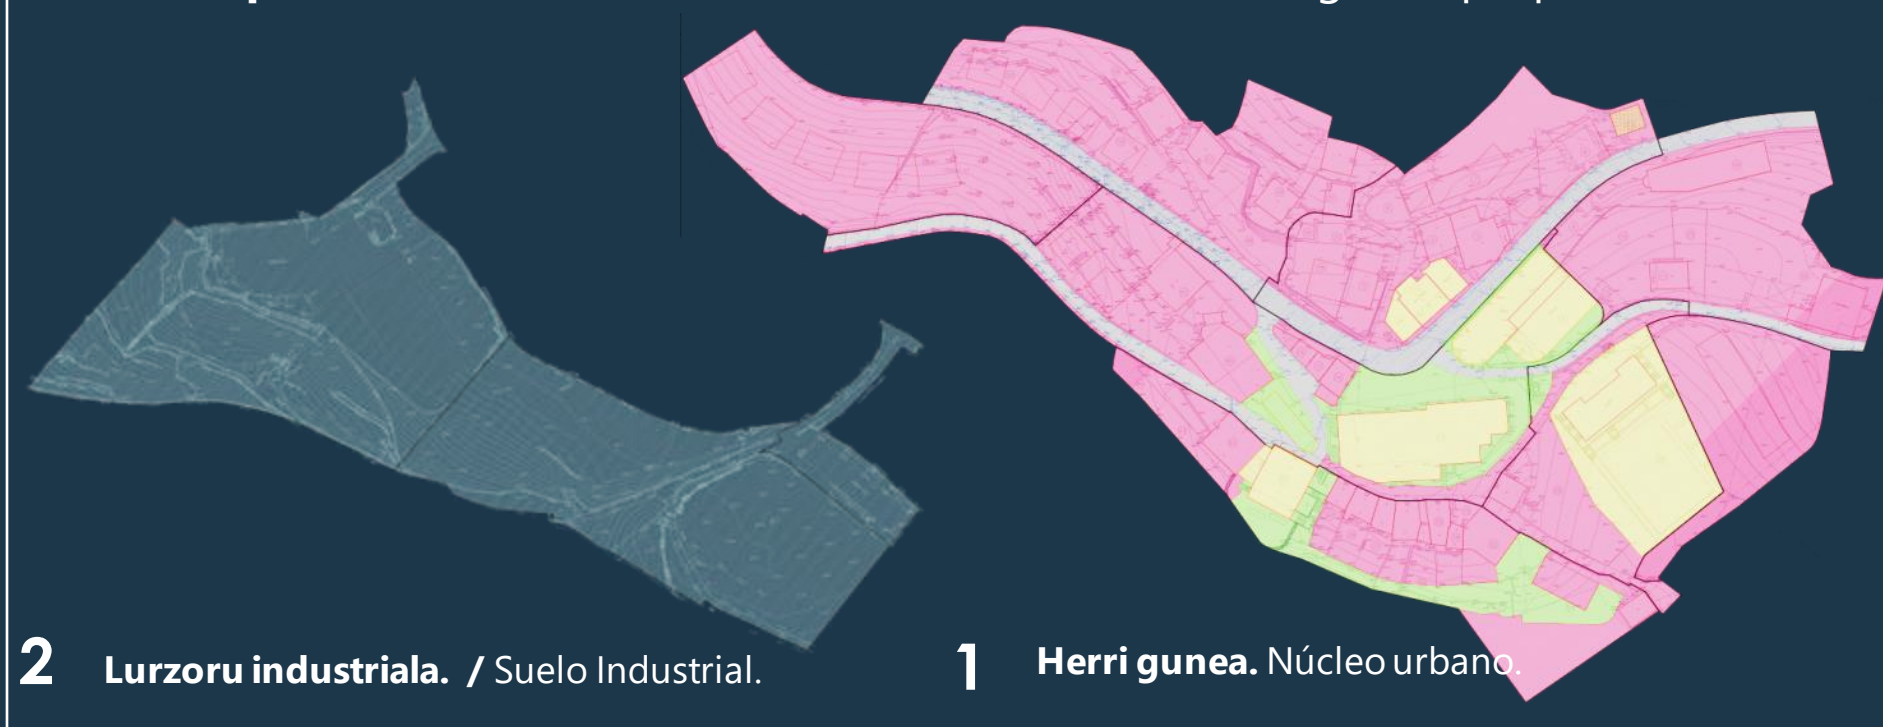 2 Lurzoru industriala. / Suelo Industrial.
1 Herri gunea. Núcleo urbano.